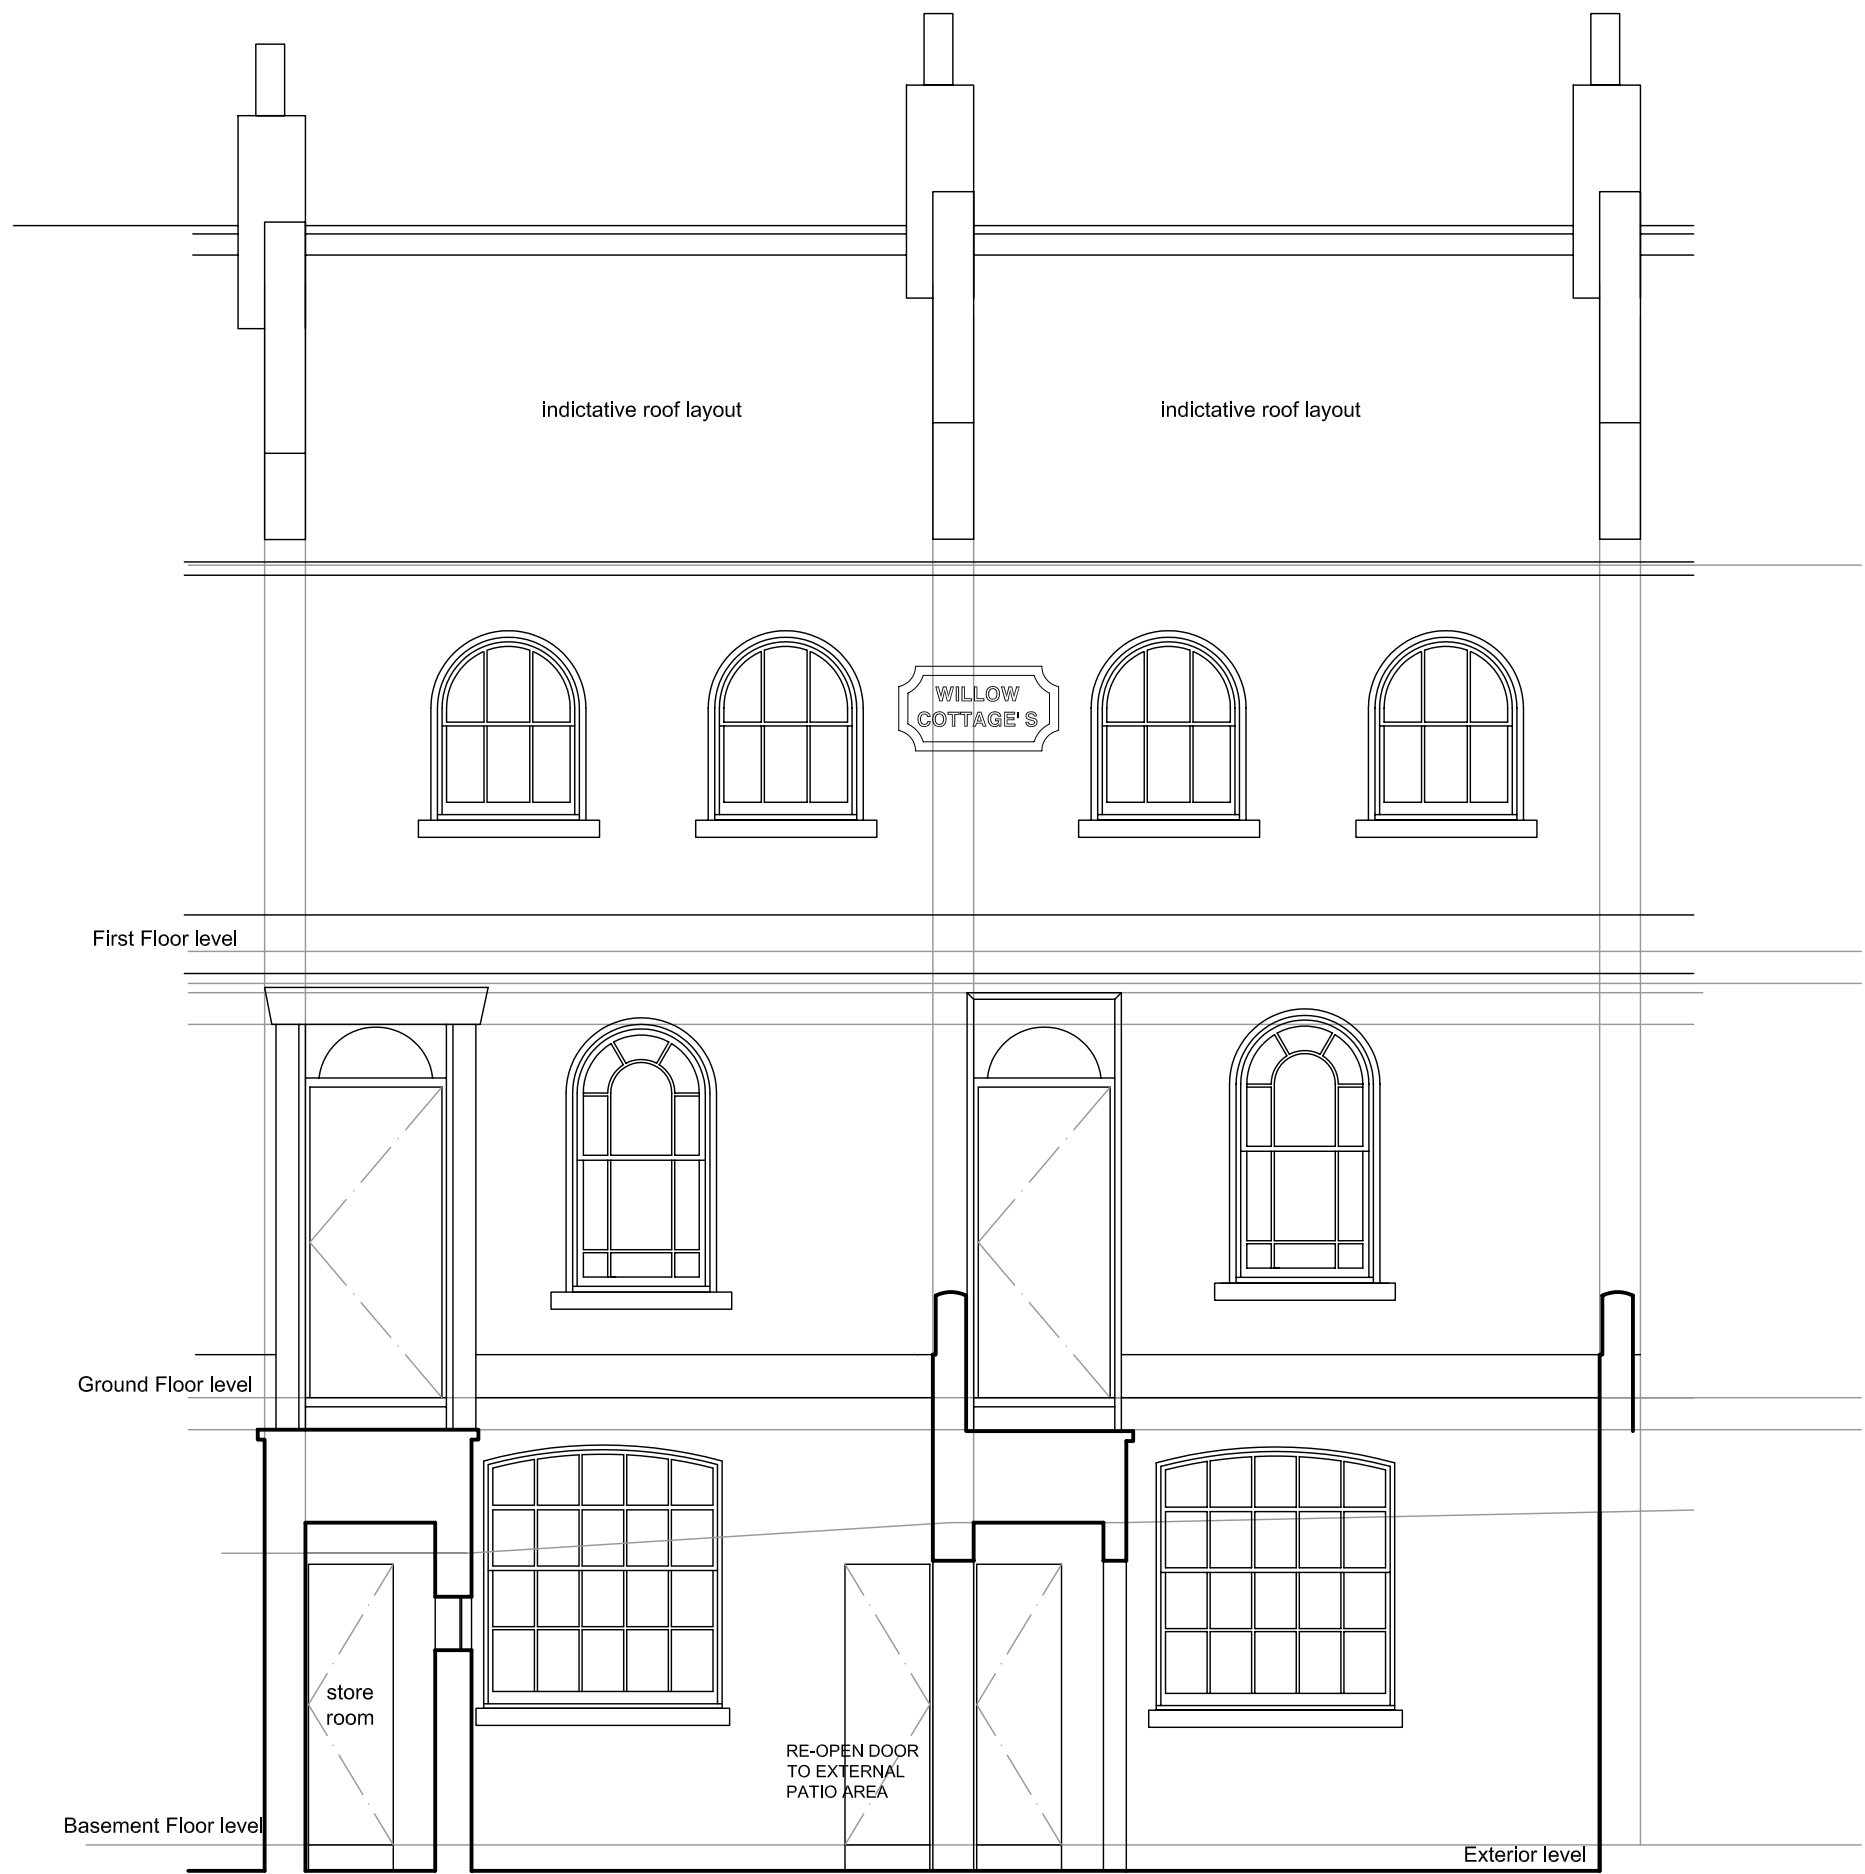 indictative roof layout
indictative roof layout
WILLOW
COTTAGE'S
First Floor level
Ground Floor level
store
room
RE-OPEN DOOR
TO EXTERNAL
PATIO AREA
Basement Floor level
Exterior level